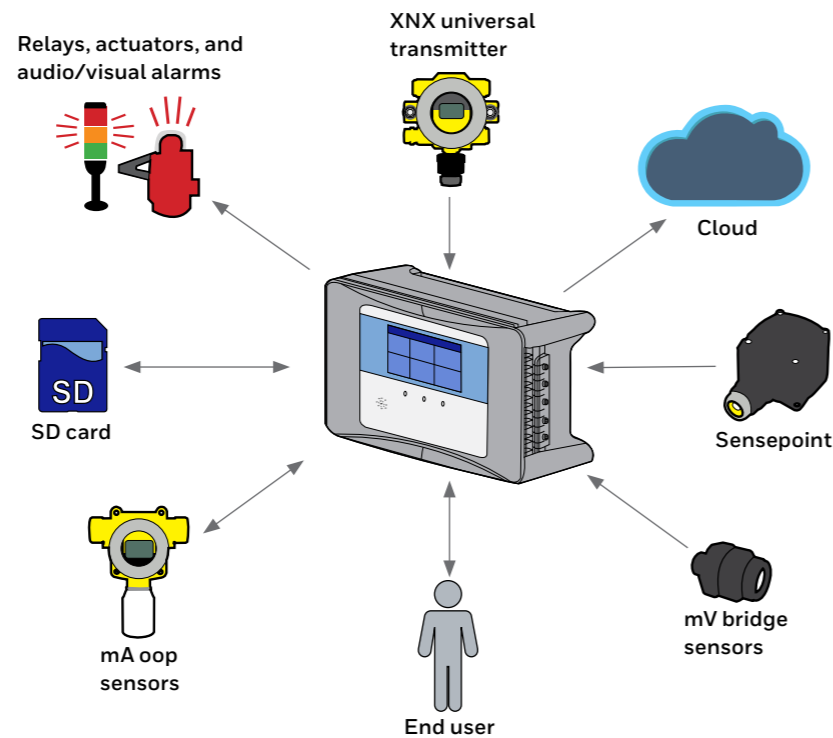 XNX universal
transmitter
Relays, actuators, and
audio/visual alarms
Cloud
SD
SD card
Sensepoint
mA oop
sensors
mV bridge
sensors
End user